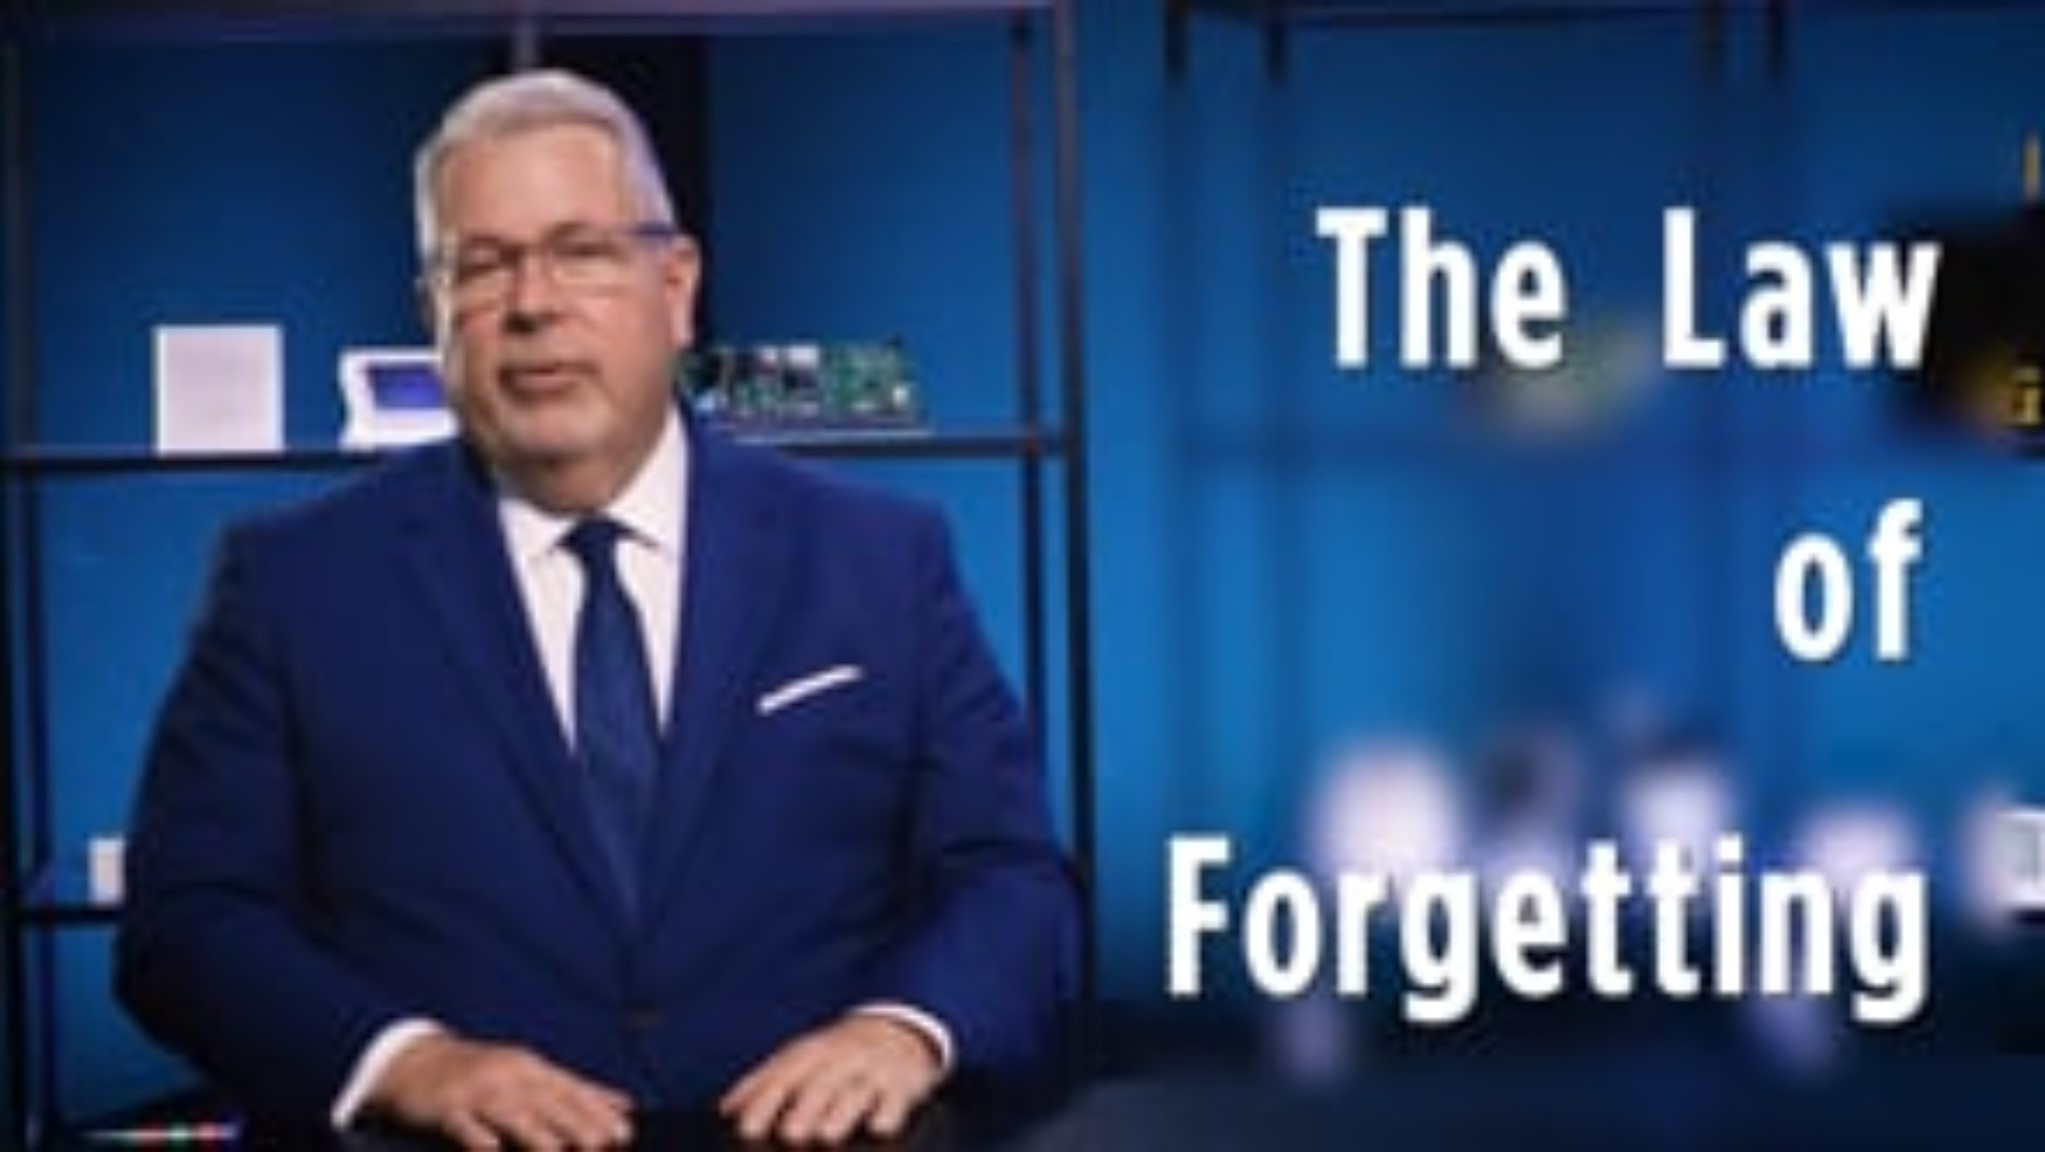 The Law
of
Forgetting